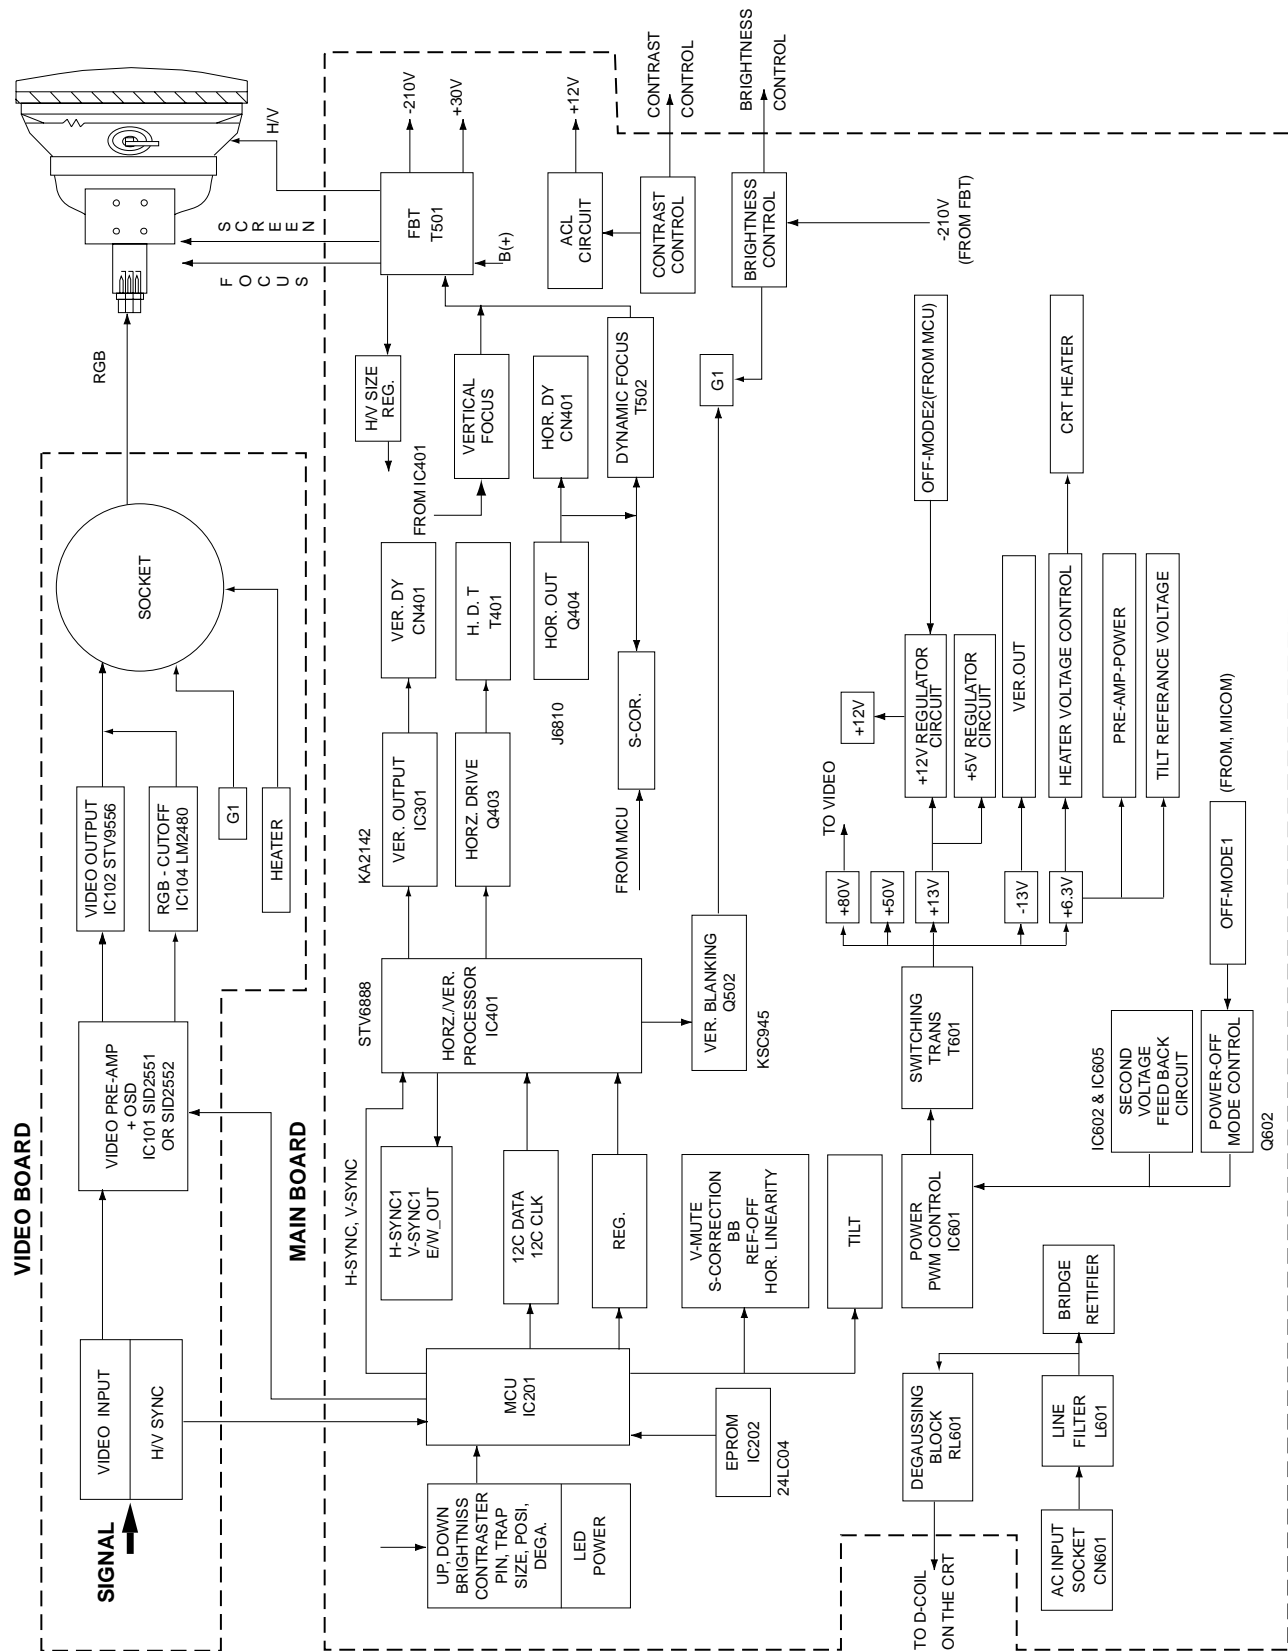 VIDEO BOARD
SIGNAL
VIDEO INPUT
H/V SYNC
VIDEO PRE-AMP
+ OSD
IC101 SID2551
OR SID2552
VIDEO OUTPUT
IC102 STV9556
RGB - CUTOFF
IC104 LM2480
G1
HEATER
SOCKET
RGB
FOCUS
SCREEN
H/V
MAIN BOARD
UP, DOWN
BRIGHTNISS
CONTRASTER
PIN, TRAP
SIZE, POSI,
DEGA.
LED
POWER
MCU
IC201
EPROM
IC202
24LC04
H-SYNC, V-SYNC
H-SYNC1
V-SYNC1
E/W_OUT
12C DATA
12C CLK
REG.
V-MUTE
S-CORRECTION
BB
REF-OFF
HOR. LINEARITY
TILT
STV6888
HORZ./VER.
PROCESSOR
IC401
VER. BLANKING
Q502
KSC945
KA2142
VER. OUTPUT
IC301
HORZ. DRIVE
Q403
VER. DY
CN401
H. D. T
T401
J6810
HOR. OUT
Q404
FROM MCU
S-COR.
FROM IC401
H/V SIZE
REG.
VERTICAL
FOCUS
HOR. DY
CN401
DYNAMIC FOCUS
T502
G1
FBT
T501
B(+)
-210V
+30V
ACL
CIRCUIT
+12V
CONTRAST
CONTROL
CONTRAST
CONTROL
BRIGHTNESS
CONTROL
BRIGHTNESS
CONTROL
-210V
(FROM FBT)
TO D-COIL
ON THE CRT
DEGAUSSING
BLOCK
RL601
AC INPUT
SOCKET
CN601
LINE
FILTER
L601
BRIDGE
RETIFIER
POWER
PWM CONTROL
IC601
SWITCHING
TRANS
T601
IC602 & IC605
SECOND
VOLTAGE
FEED BACK
CIRCUIT
POWER-OFF
MODE CONTROL
Q602
OFF-MODE1
(FROM, MICOM)
+80V
+50V
+13V
-13V
+6.3V
TO VIDEO
+12V
+12V REGULATOR
CIRCUIT
+5V REGULATOR
CIRCUIT
VER.OUT
HEATER VOLTAGE CONTROL
PRE-AMP-POWER
TILT REFERANCE VOLTAGE
OFF-MODE2(FROM MCU)
CRT HEATER